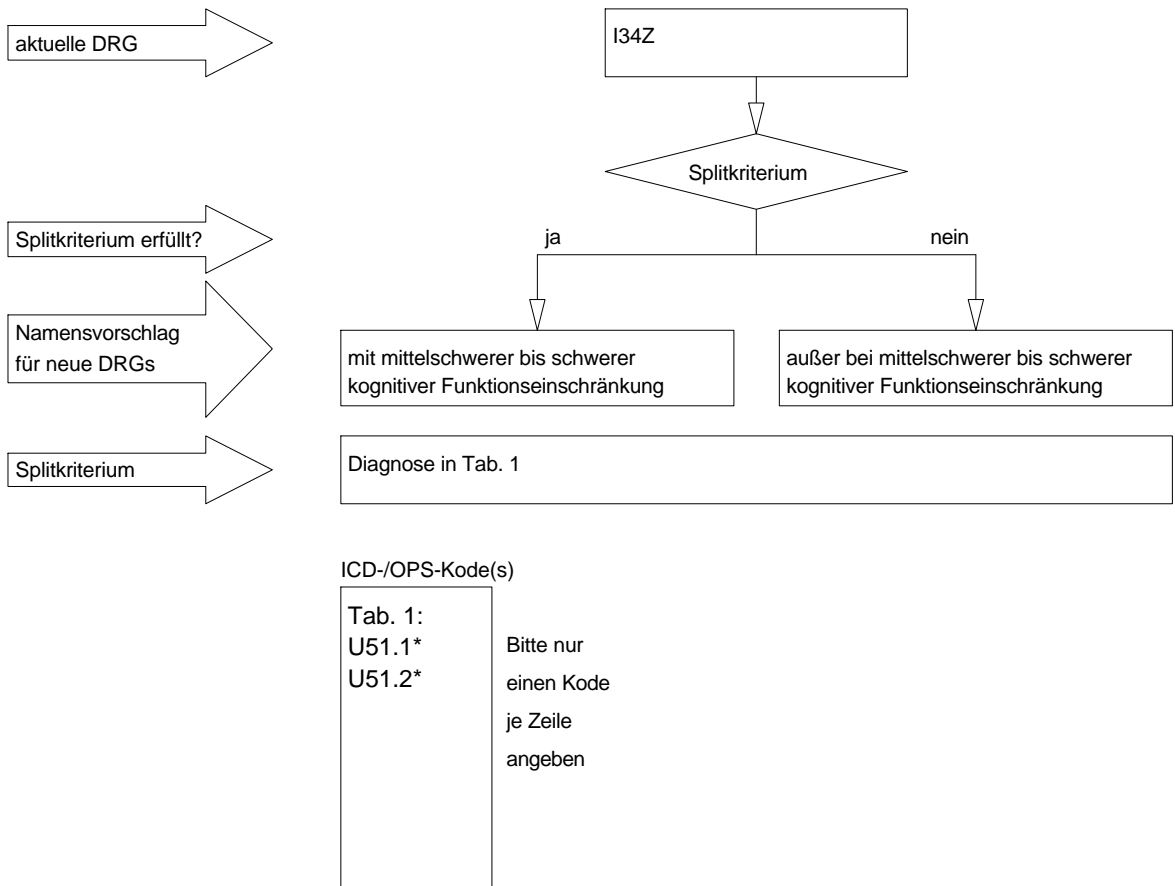 aktuelle DRG
I34Z
Splitkriterium
Splitkriterium erfüllt?
ja
nein
Namensvorschlag
für neue DRGs
mit mittelschwerer bis schwerer
kognitiver Funktionseinschränkung
außer bei mittelschwerer bis schwerer
kognitiver Funktionseinschränkung
Splitkriterium
Diagnose in Tab. 1
ICD-/OPS-Kode(s)
Tab. 1:
U51.1*
U51.2*
Bitte nur
einen Kode
je Zeile
angeben